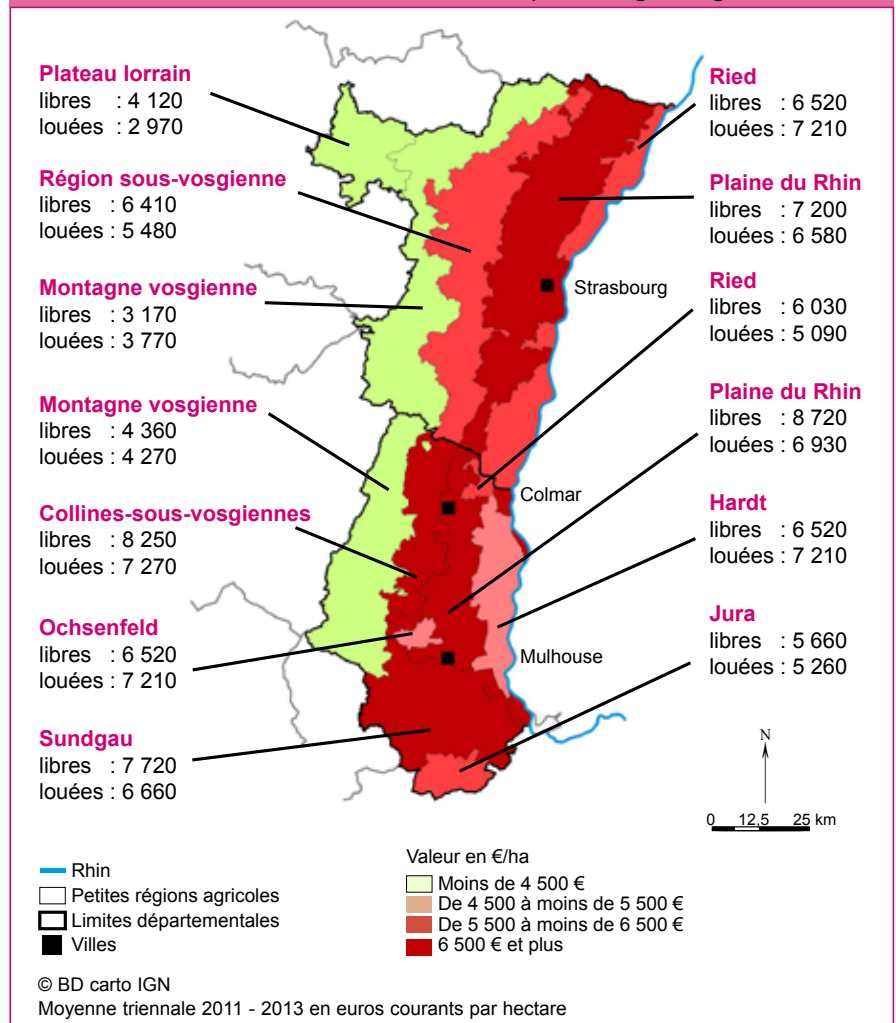 Plateau lorrain
libres : 4 120
louées : 2 970
Région sous-vosgienne
libres : 6 410
louées : 5 480
Montagne vosgienne
libres : 3 170
louées : 3 770
Montagne vosgienne
libres : 4 360
louées : 4 270
Collines-sous-vosgiennes
libres : 8 250
louées : 7 270
Ochsenfeld
libres : 6 520
louées : 7 210
Sundgau
libres : 7 720
louées : 6 660
Ried
libres : 6 520
louées : 7 210
Plaine du Rhin
libres : 7 200
louées : 6 580
Strasbourg
Ried
libres : 6 030
louées : 5 090
Plaine du Rhin
libres : 8 720
louées : 6 930
Colmar
Hardt
libres : 6 520
louées : 7 210
Mulhouse
Jura
libres : 5 660
louées : 5 260
N
0 12,5 25 km
Rhin
Petites régions agricoles
Limites départementales
Villes
Valeur en €/ha
Moins de 4 500 €
De 4 500 à moins de 5 500 €
De 5 500 à moins de 6 500 €
6 500 € et plus
© BD carto IGN
Moyenne triennale 2011 - 2013 en euros courants par hectare